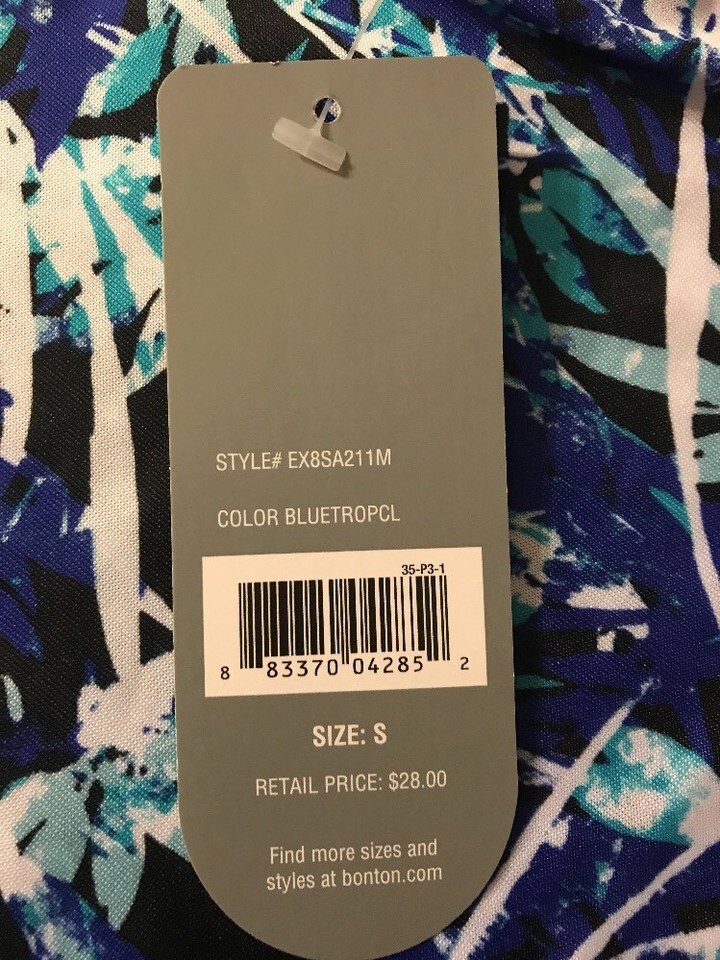 STYLE# EX8SA211M
COLOR BLUETROPCL
35-P3-1
8 83370 04285 2
SIZE: S
RETAIL PRICE: $28.00
Find more sizes and
styles at bonton.com